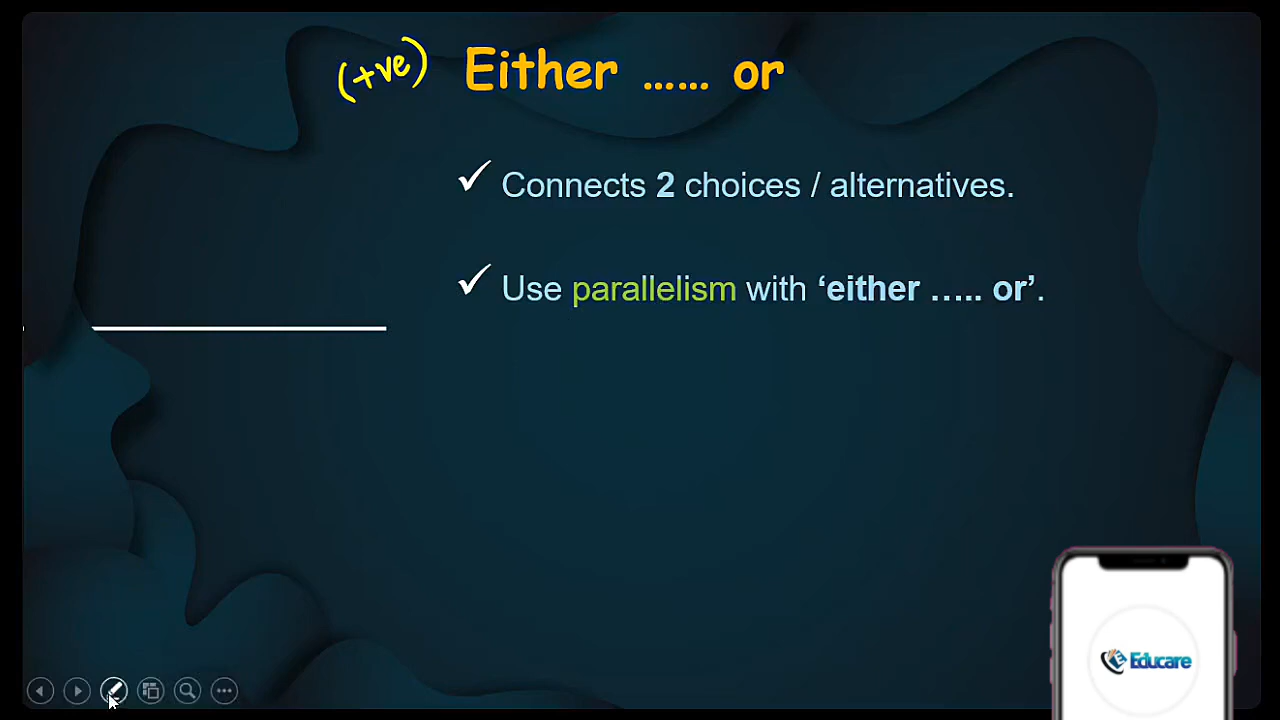 (+ve) Either ...... or
✓ Connects 2 choices / alternatives.
✓ Use parallelism with ‘either ….. or’.
Educare